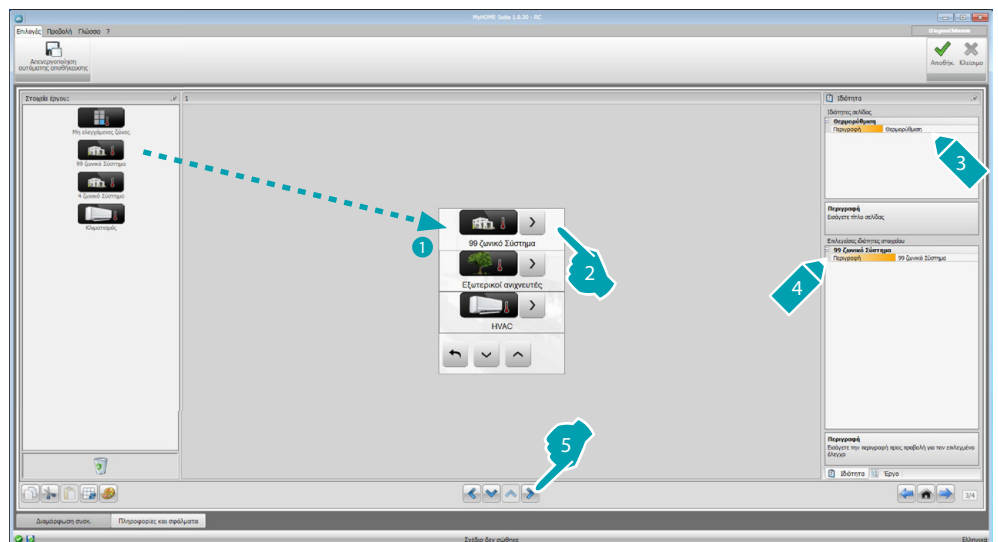 MyHOME Suite 1.0.20 - RC
Επιλογές Προβολή Γλώσσα ?
Απενεργοποίηση
αυτόματης αποθήκευσης
Αποθήκ. Κλείσιμο
Στοιχεία έργου:
1
Ιδιότητα
Μη ελεγχόμενες ζώνες
99 ζωνικό Σύστημα
4 ζωνικό Σύστημα
Κλιματισμός
1
99 ζωνικό Σύστημα
Εξωτερικοί ανιχνευτές
HVAC
2
Ιδιότητες σελίδας
Θερμορύθμιση
Περιγραφή Θερμορύθμιση
3
Περιγραφή
Εισάγετε τίτλο σελίδας
Επιλεγείσες ιδιότητες στοιχείου
99 ζωνικό Σύστημα
Περιγραφή 99 ζωνικό Σύστημα
4
5
Περιγραφή
Εισάγετε την περιγραφή προς προβολή για τον επιλεγμένο
έλεγχο
Ιδιότητα Έργο
3/4
Διαμόρφωση συσκ. Πληροφορίες και σφάλματα
Σχέδιο δεν σώθηκε
Ελληνικα